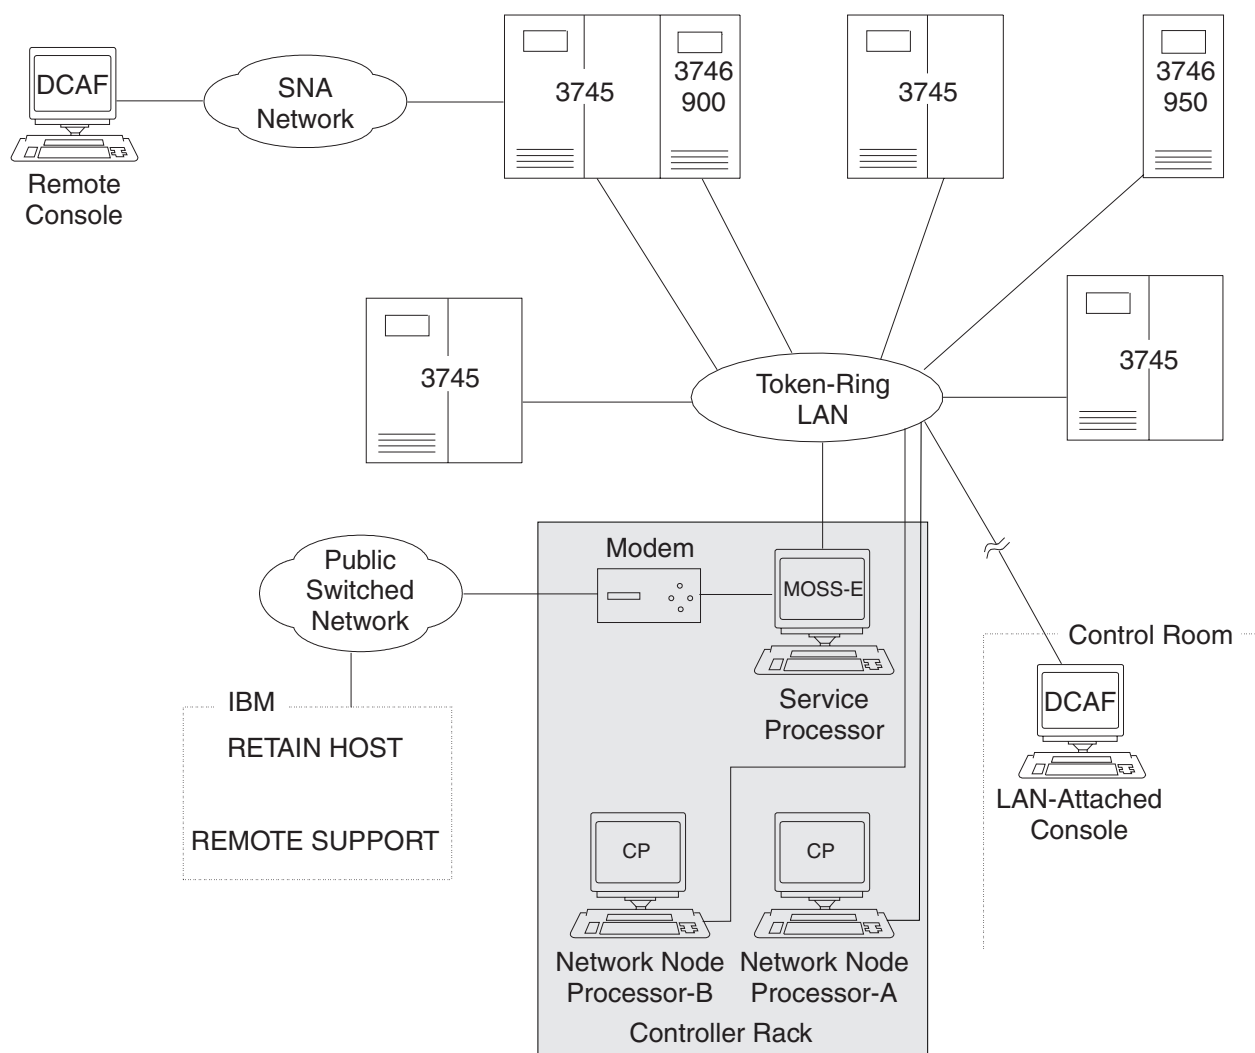 DCAF
Remote
Console
SNA
Network
3745
3746
900
3745
3746
950
3745
Token-Ring
LAN
3745
Public
Switched
Network
Modem
MOSS-E
Service
Processor
Control Room
DCAF
LAN-Attached
Console
IBM
RETAIN HOST
REMOTE SUPPORT
CP
Network Node
Processor-B
CP
Network Node
Processor-A
Controller Rack